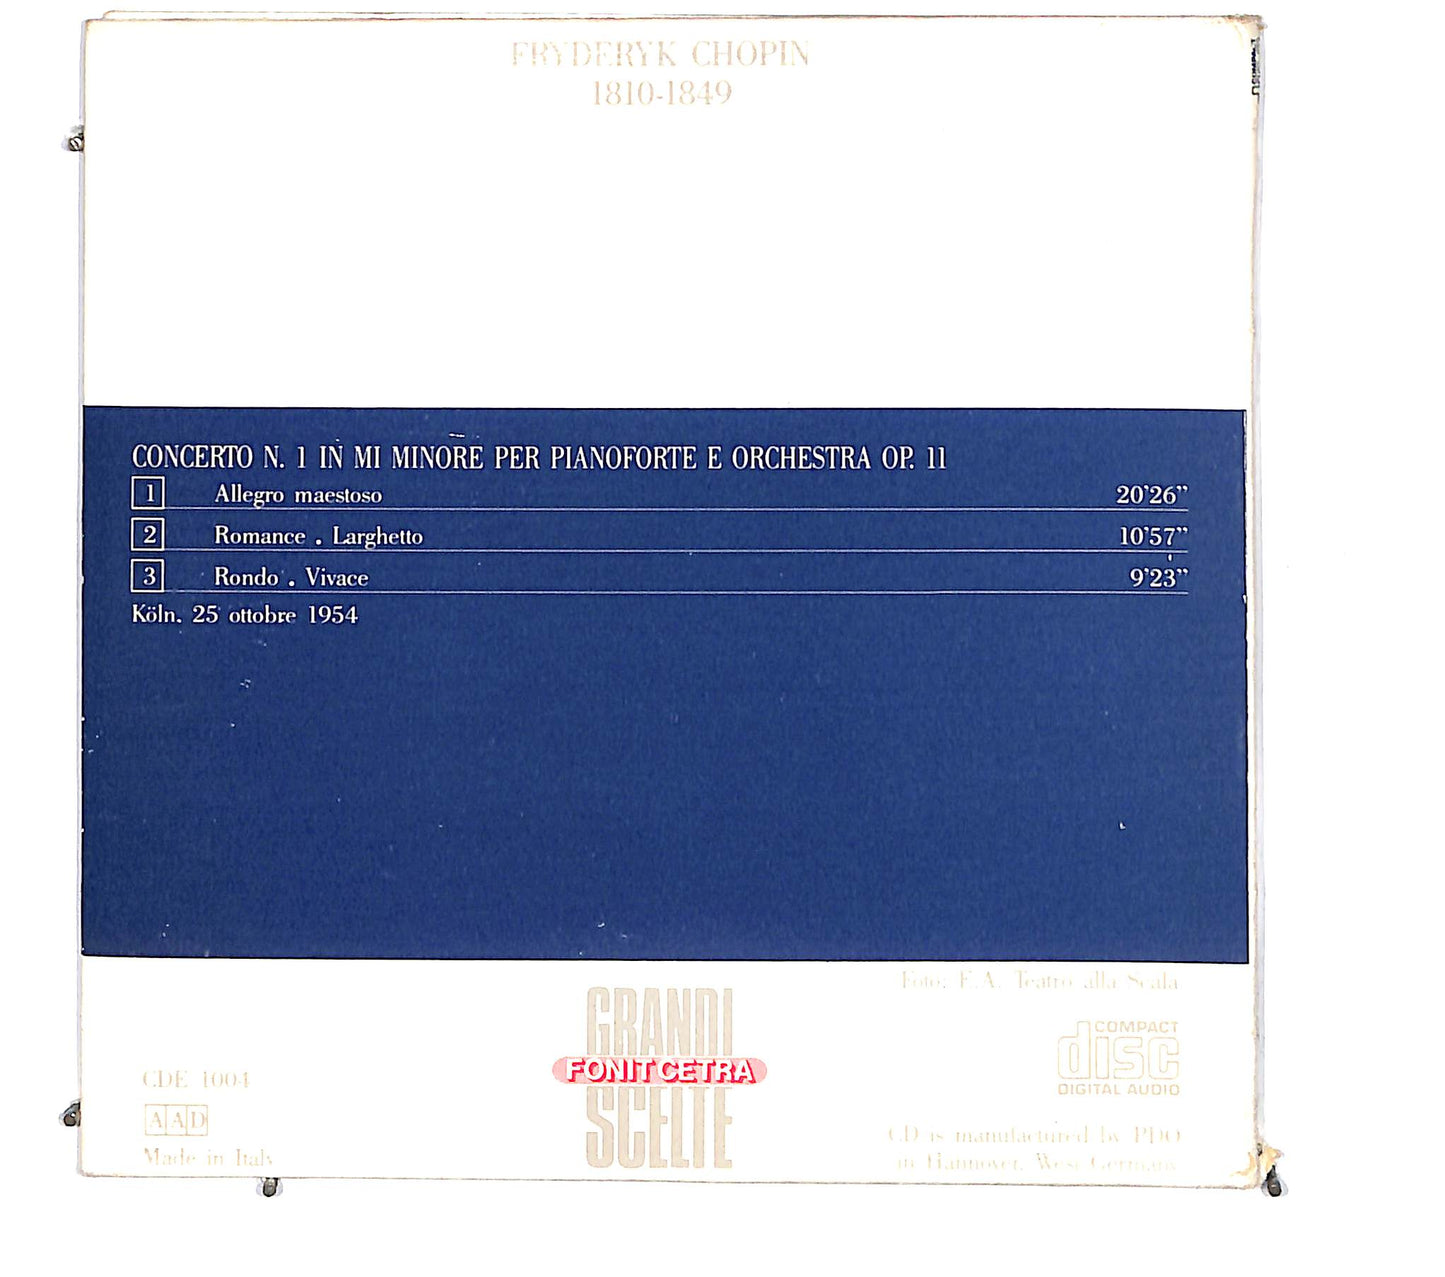 FRYDERYK CHOPIN
1810-1849
CONCERTO N. 1 IN MI MINORE PER PIANOFORTE E ORCHESTRA OP. 11
1 Allegro maestoso 20'26"
2 Romance . Larghetto 10'57"
3 Rondo . Vivace 9'23"
Köln. 25 ottobre 1954
Foto: E.A. Teatro alla Scala
GRANDI
FONIT CETRA
SCELTE
COMPACT
disc
DIGITAL AUDIO
CDE 1004
AAD
Made in Italy
CD is manufactured by PDO
in Hannover, West Germany